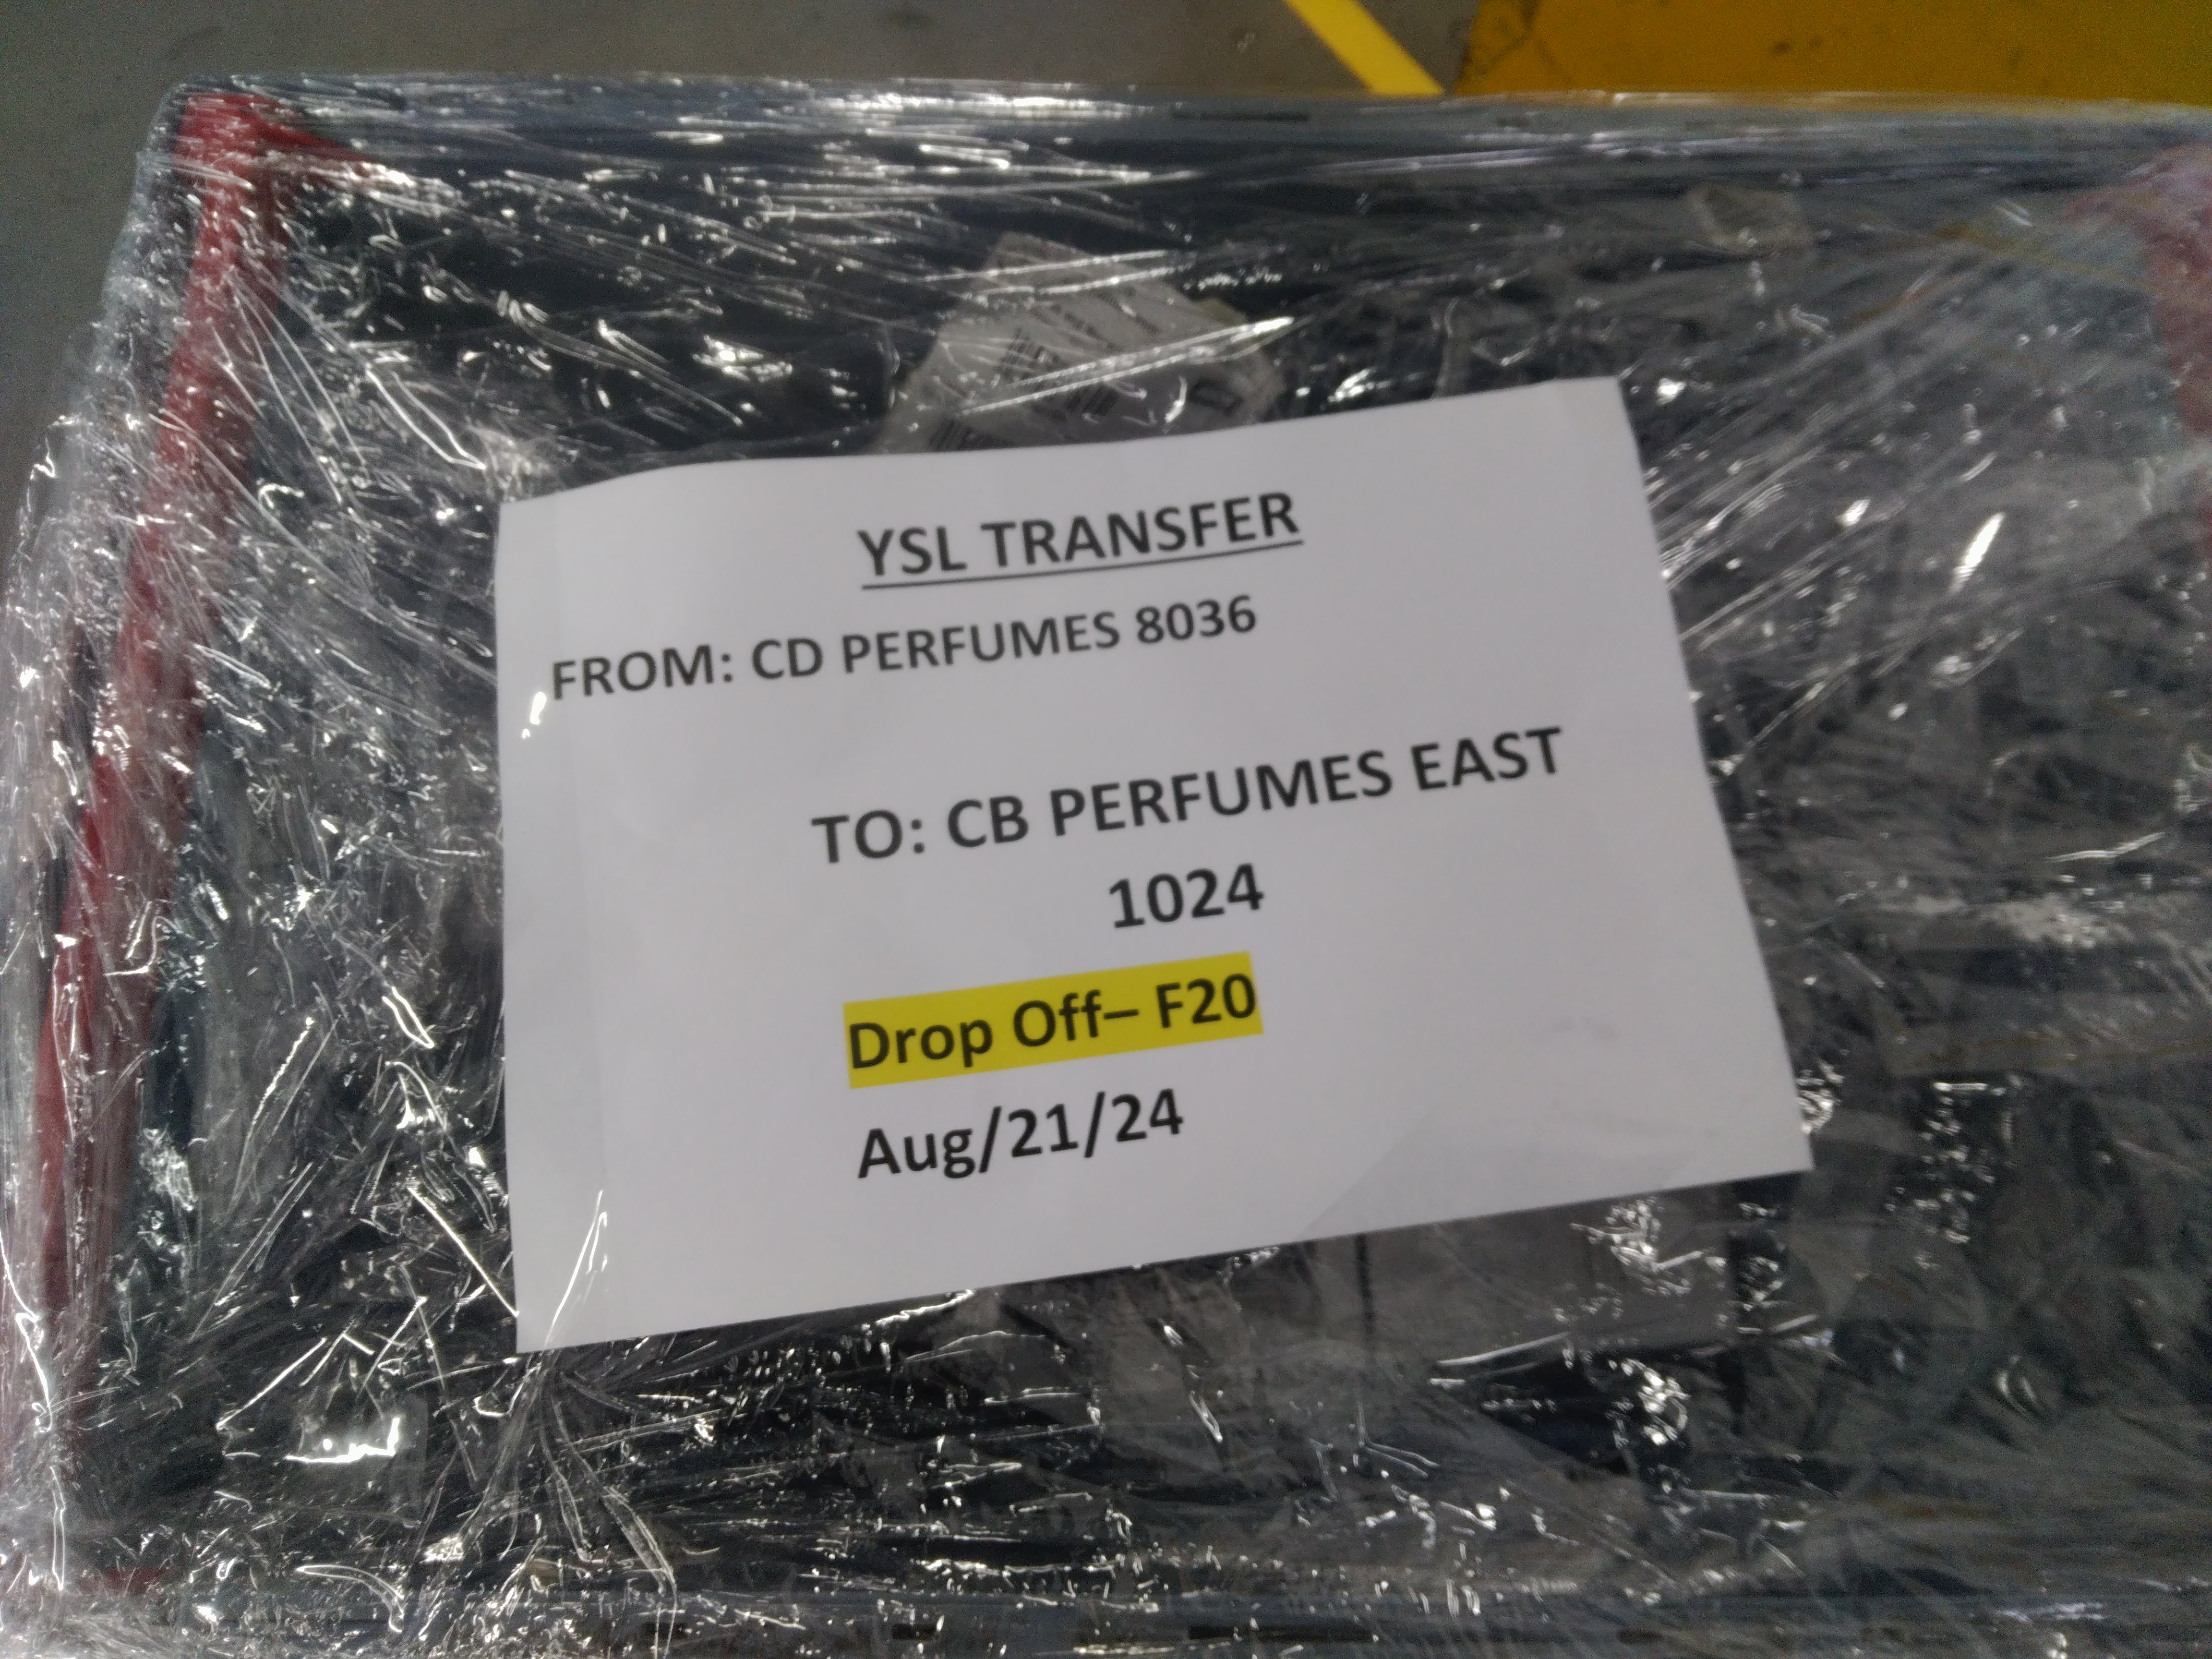 YSL TRANSFER
FROM: CD PERFUMES 8036
TO: CB PERFUMES EAST
1024
Drop Off– F20
Aug/21/24